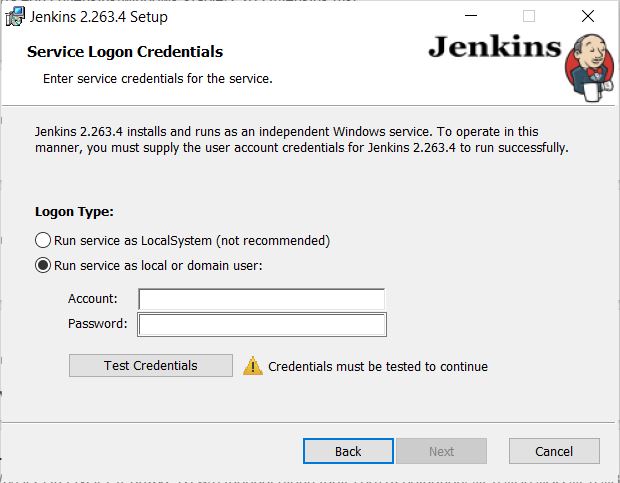 Jenkins 2.263.4 Setup
Service Logon Credentials
Enter service credentials for the service.
Jenkins
Jenkins 2.263.4 installs and runs as an independent Windows service. To operate in this
manner, you must supply the user account credentials for Jenkins 2.263.4 to run successfully.
Logon Type:
Run service as LocalSystem (not recommended)
Run service as local or domain user:
Account:
Password:
Test Credentials
Credentials must be tested to continue
Back
Next
Cancel